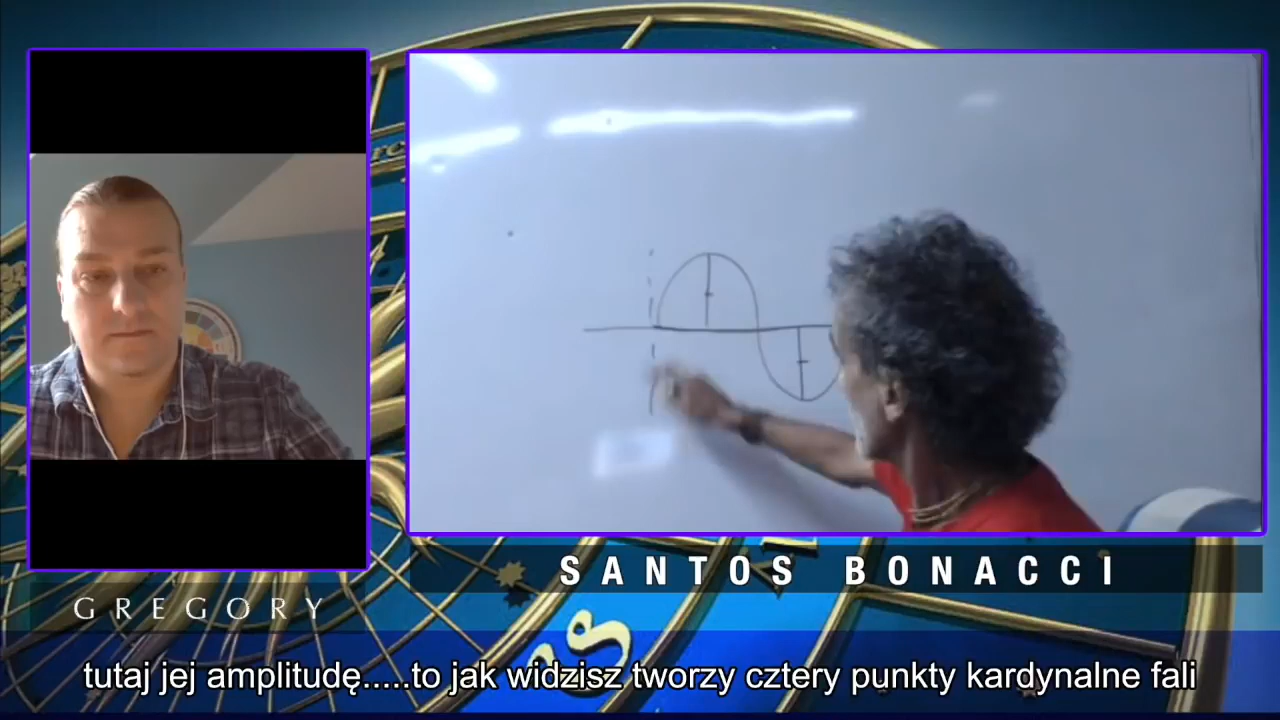 SANTOS BONACCI
GREGORY
tutaj jej amplitudę.....to jak widzisz tworzy cztery punkty kardynalne fali